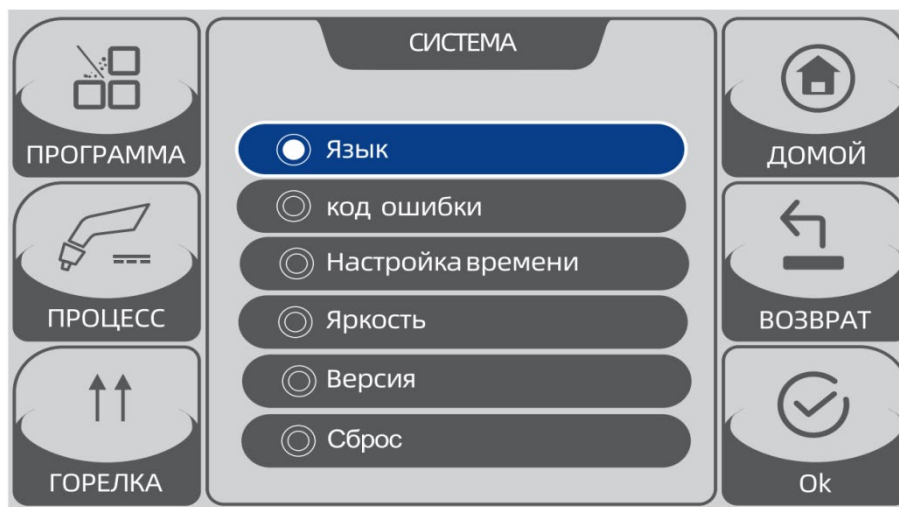 СИСТЕМА
ПРОГРАММА
ПРОЦЕСС
ГОРЕЛКА
Язык
код ошибки
Настройка времени
Яркость
Версия
Сброс
ДОМОЙ
ВОЗВРАТ
Ok